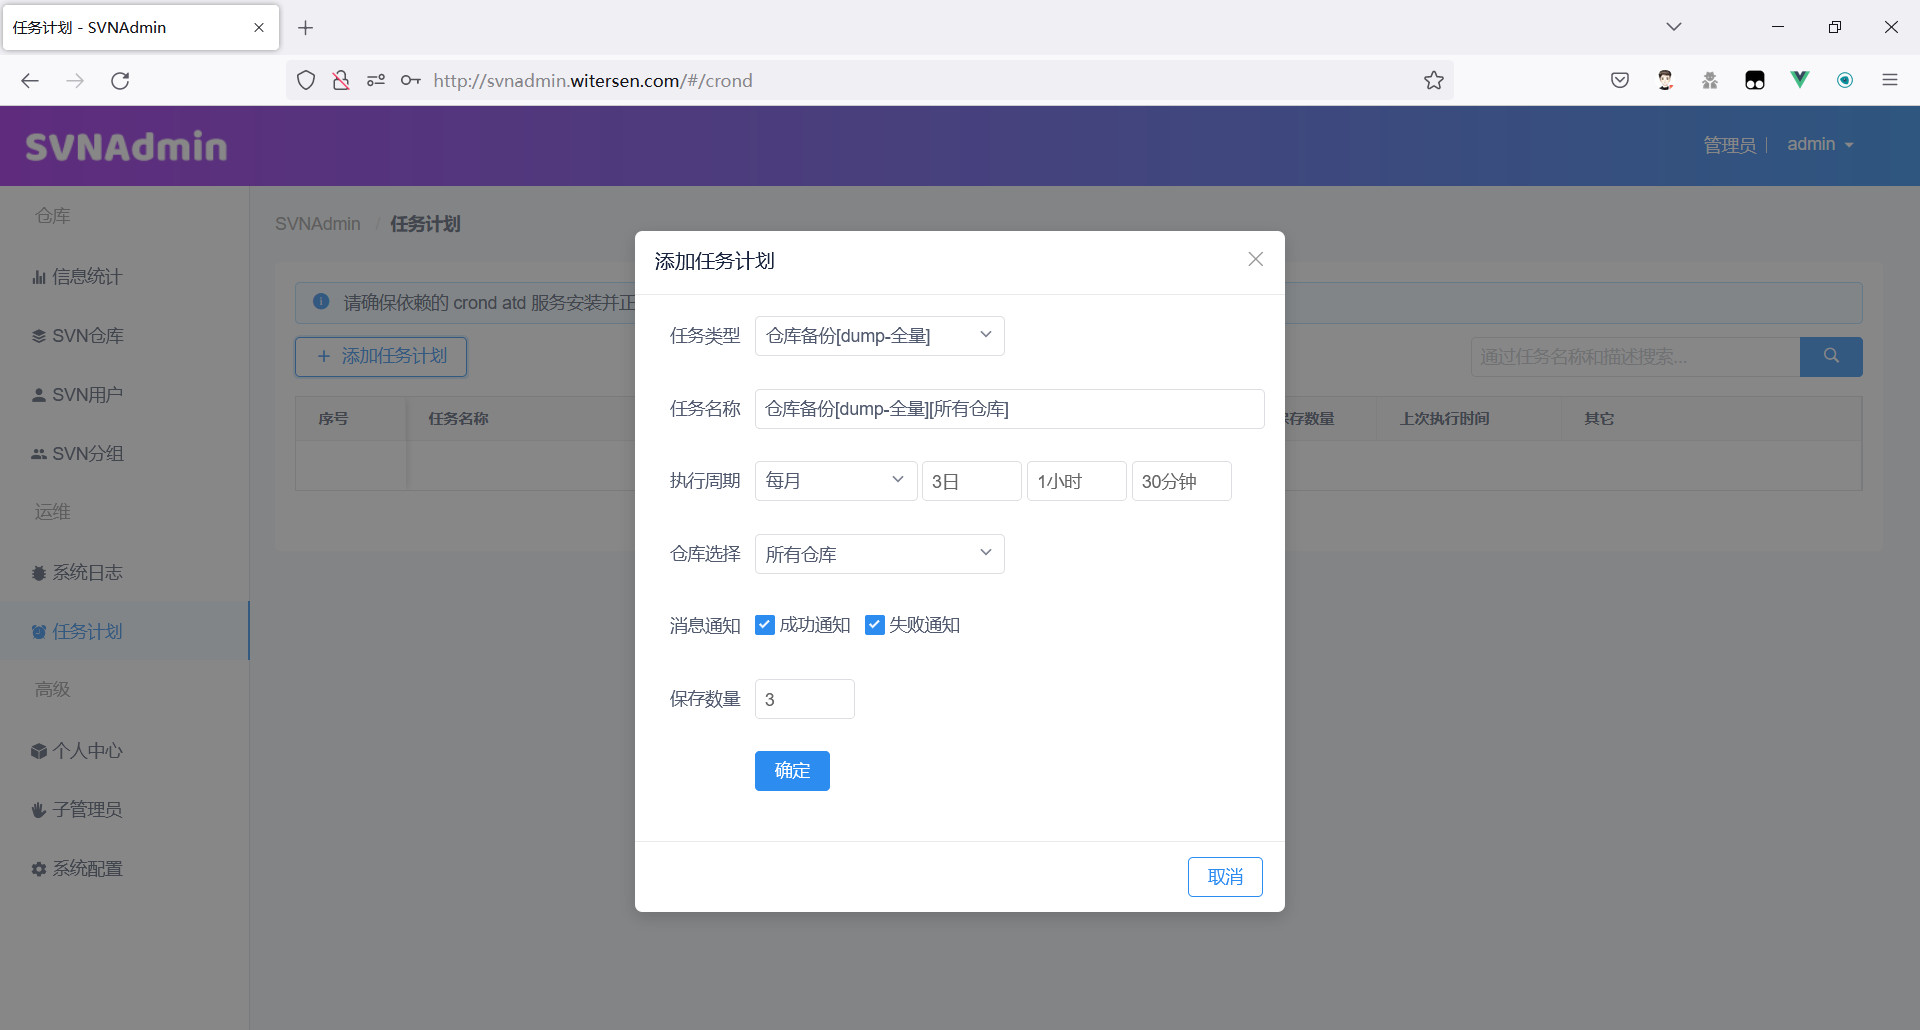 任务计划 - SVNAdmin
http://svnadmin.witersen.com/#/crond
SVNAdmin
管理员
admin
仓库
信息统计
SVN仓库
SVN用户
SVN分组
运维
系统日志
任务计划
高级
个人中心
子管理员
系统配置
SVNAdmin / 任务计划
请确保依赖的 crond atd 服务安装并正
+ 添加任务计划
通过任务名称和描述搜索...
序号 任务名称 存数量 上次执行时间 其它
添加任务计划
任务类型 仓库备份[dump-全量]
任务名称 仓库备份[dump-全量][所有仓库]
执行周期 每月 3日 1小时 30分钟
仓库选择 所有仓库
消息通知 成功通知 失败通知
保存数量 3
确定
取消